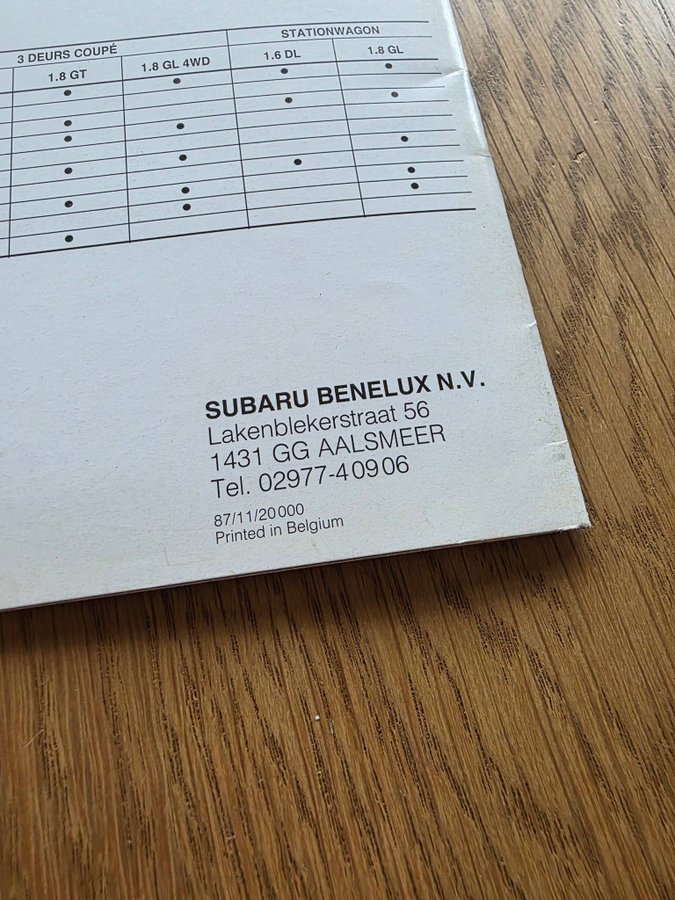 3 DEURS COUPÉ STATIONWAGON
1.8 GT 1.8 GL 4WD 1.6 DL 1.8 GL
SUBARU BENELUX N.V.
Lakenblekerstraat 56
1431 GG AALSMEER
Tel. 02977-40906
87/11/20000
Printed in Belgium